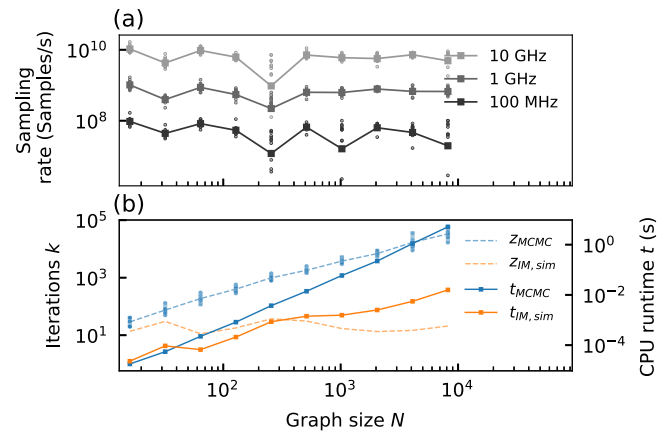 (a)
10^10
10^8
Sampling
rate (Samples/s)
10 GHz
1 GHz
100 MHz
(b)
10^5
10^3
10^1
Iterations k
z_MCMC
z_IM, sim
t_MCMC
t_IM, sim
10^0
10^−2
10^−4
CPU runtime t (s)
10^2
10^3
10^4
Graph size N